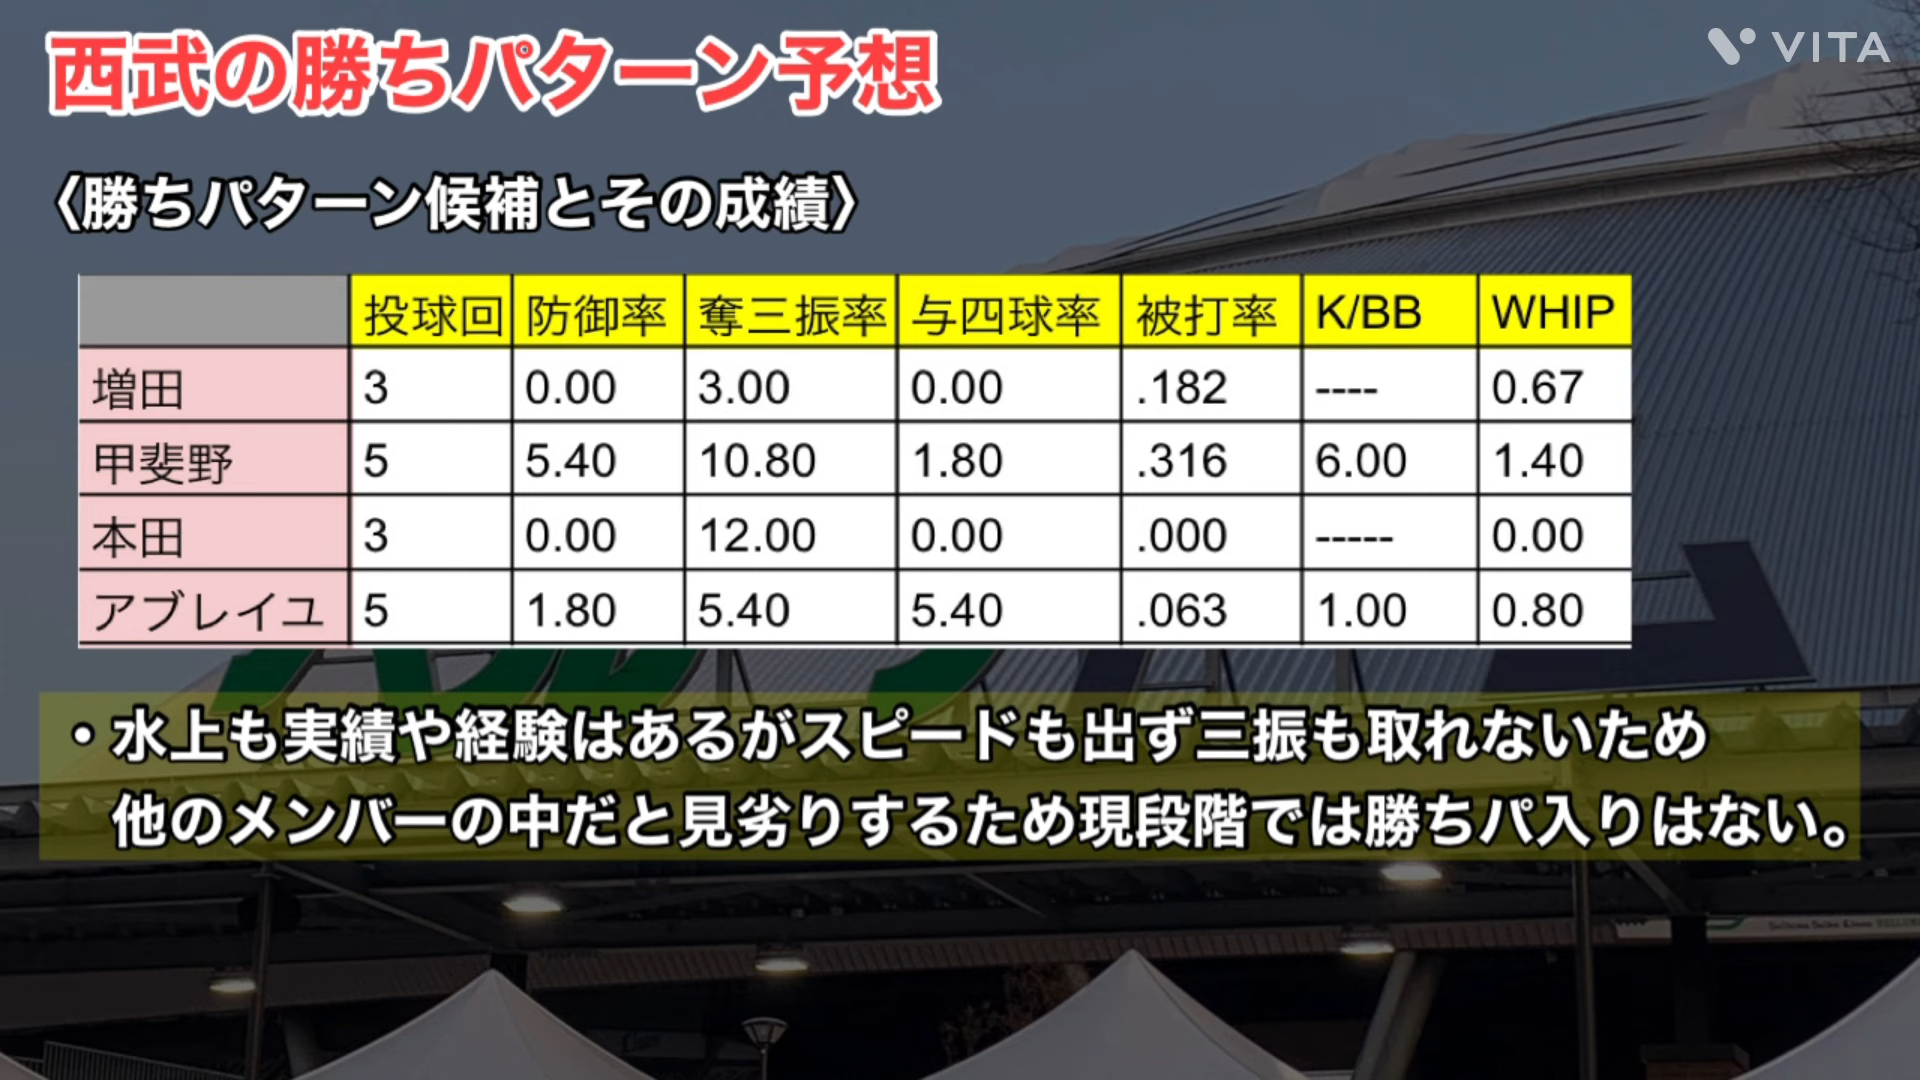 西武の勝ちパターン予想
VITA
〈勝ちパターン候補とその成績〉
投球回 防御率 奪三振率 与四球率 被打率 K/BB WHIP
増田 3 0.00 3.00 0.00 .182 ---- 0.67
甲斐野 5 5.40 10.80 1.80 .316 6.00 1.40
本田 3 0.00 12.00 0.00 .000 ----- 0.00
アブレイユ 5 1.80 5.40 5.40 .063 1.00 0.80
・水上も実績や経験はあるがスピードも出ず三振も取れないため
他のメンバーの中だと見劣りするため現段階では勝ちパ入りはない。